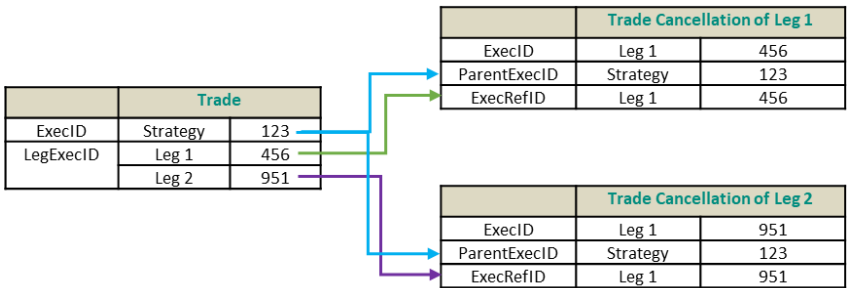 Trade
ExecID Strategy 123
LegExecID Leg 1 456
Leg 2 951
Trade Cancellation of Leg 1
ExecID Leg 1 456
ParentExecID Strategy 123
ExecRefID Leg 1 456
Trade Cancellation of Leg 2
ExecID Leg 1 951
ParentExecID Strategy 123
ExecRefID Leg 1 951